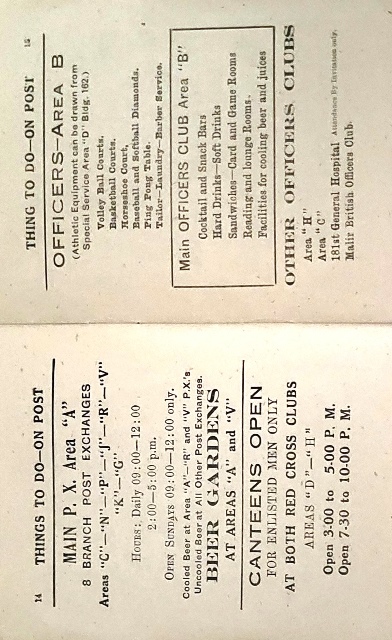 14 THINGS TO DO—ON POST
MAIN P. X. Area "A"
8 BRANCH POST EXCHANGES
Areas "C"—"N"—"P"—"J"—"R"—"V"
"K"—"G"
HOURS: Daily 09:00—12:00
2:00—5:00 p.m.
OPEN SUNDAYS 09:00—12:00 only.
Cooled Beer at Area "A"—"R" and "V" P.X.'s
Uncooled Beer at All Other Post Exchanges.
BEER GARDENS
AT AREAS "A" and "V"
CANTEENS OPEN
FOR ENLISTED MEN ONLY
AT BOTH RED CROSS CLUBS
AREAS "D"—"H"
Open 3-00 to 5-00 P. M.
Open 7-30 to 10-00 P. M.
THING TO DO—ON POST 15
OFFICERS-AREA B
(Athletic Equipment can be drawn from
Special Service Area "D" Bldg. 162.)
Volley Ball Courts.
Basketball Courts.
Horseshoe Court,
Baseball and Softball Diamonds.
Ping Pong Table.
Tailor—Laundry—Barber Service.
Main OFFICERS CLUB Area "B"
Cocktail and Snack Bars
Hard Drinks—Soft Drinks
Sandwiches—Card and Game Rooms
Reading and lounge Rooms.
Facilities for cooling beer and juices
OTHER OFFICERS CLUBS
Area "H"
Area "C"
181st General Hospital Attendance By Invitation only.
Malir British Officers Club.